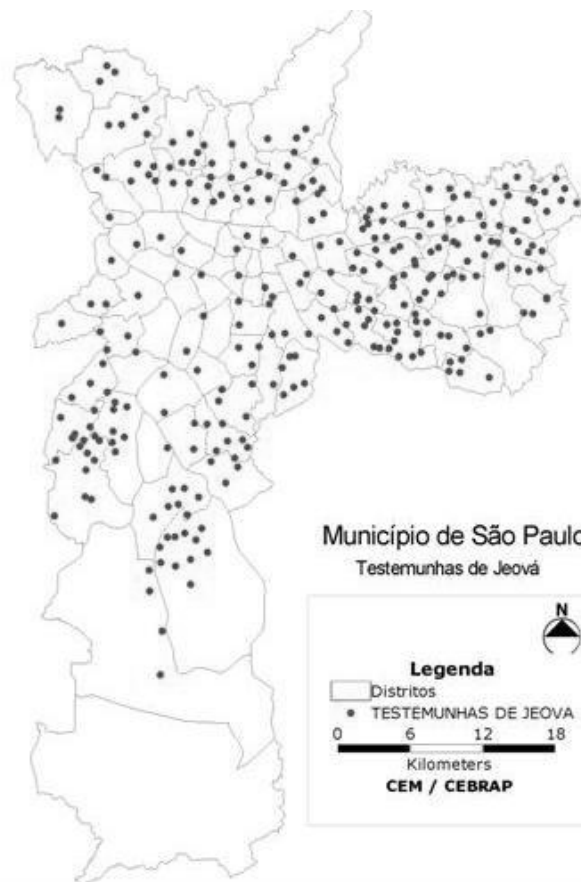 Município de São Paulo
Testemunhas de Jeová
N
Legenda
Distritos
TESTEMUNHAS DE JEOVA
0 6 12 18
Kilometers
CEM / CEBRAP